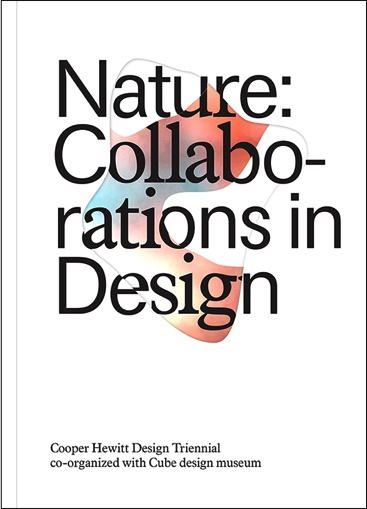 Nature:
Collabo-
rations in
Design
Cooper Hewitt Design Triennial
co-organized with Cube design museum